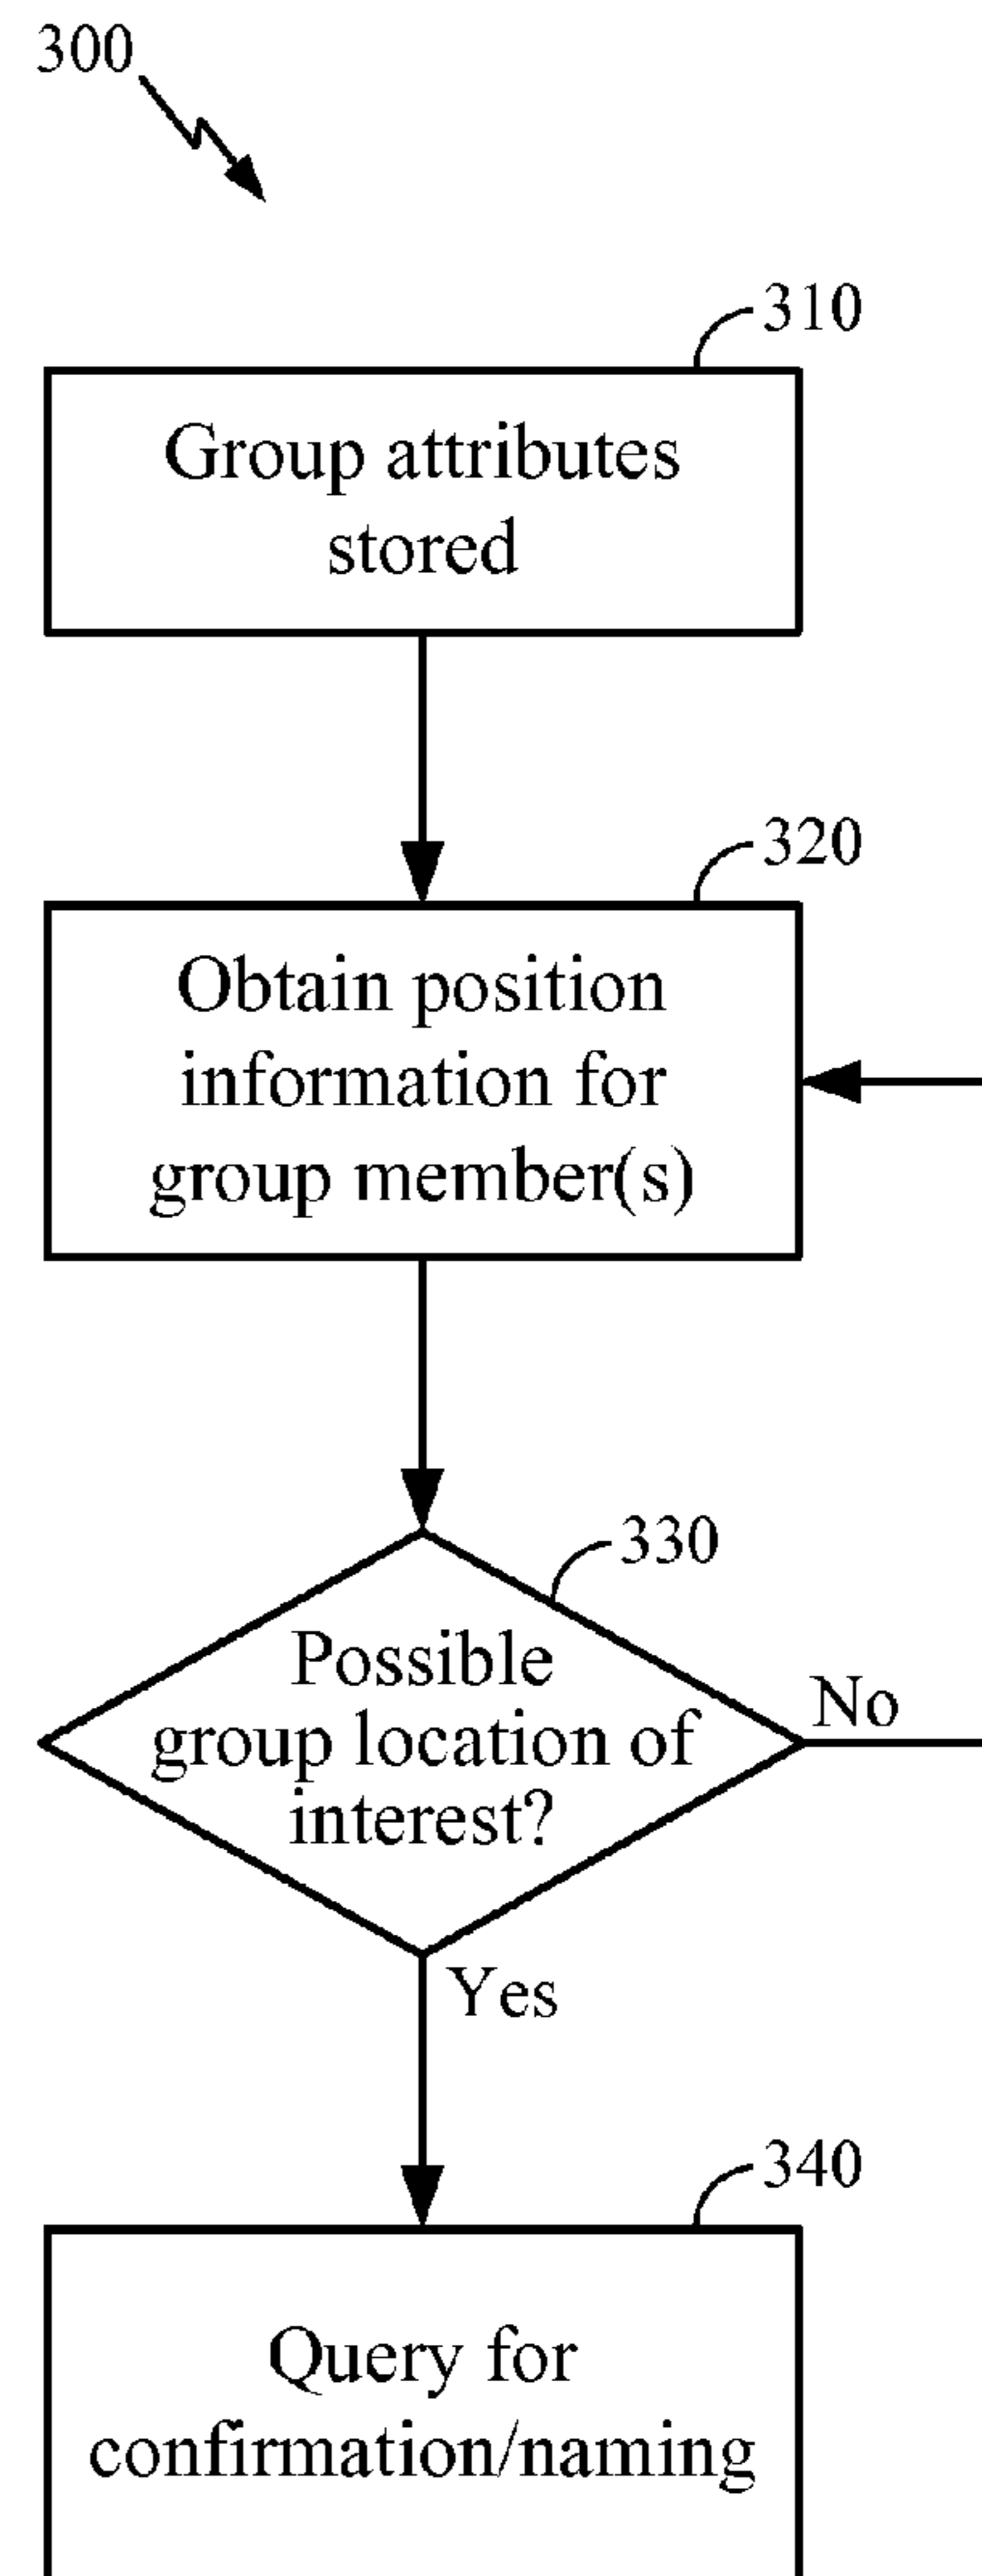 300
310
Group attributes
stored
320
Obtain position
information for
group member(s)
330
Possible
group location of
interest?
No
Yes
340
Query for
confirmation/naming